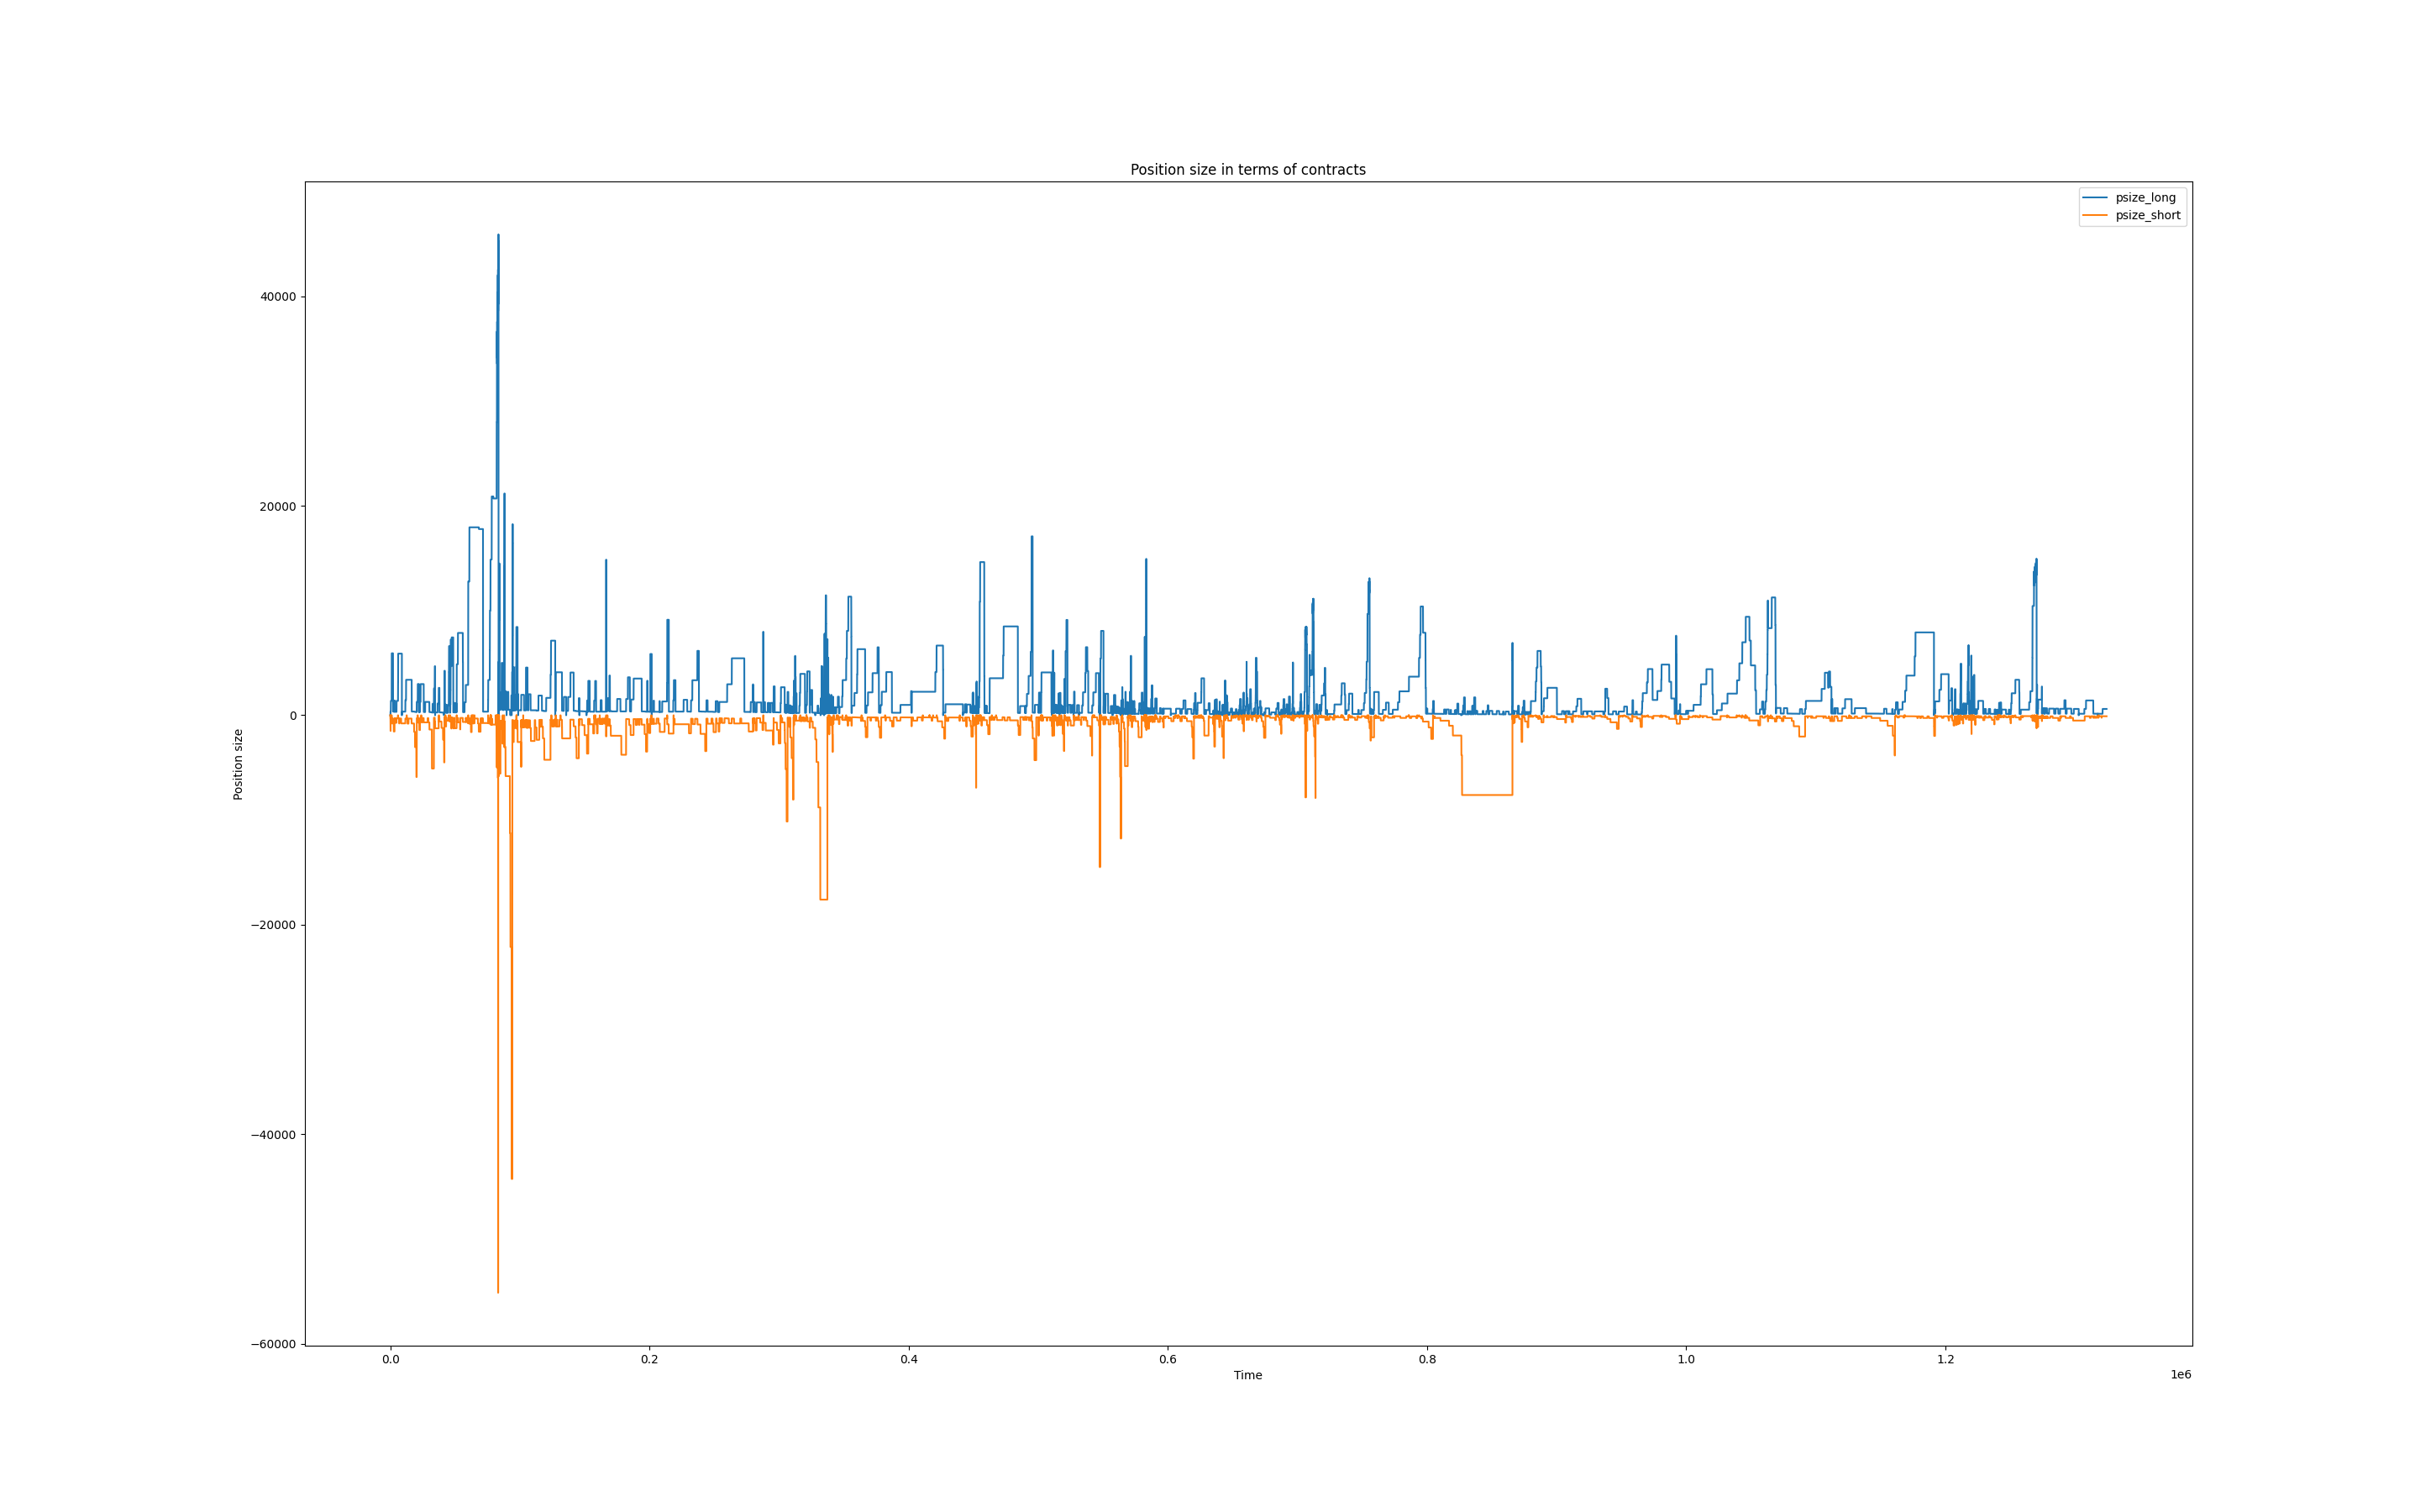 Position size in terms of contracts
psize_long
psize_short
40000
20000
0
−20000
−40000
−60000
Position size
0.0 0.2 0.4 0.6 0.8 1.0 1.2
Time
1e6